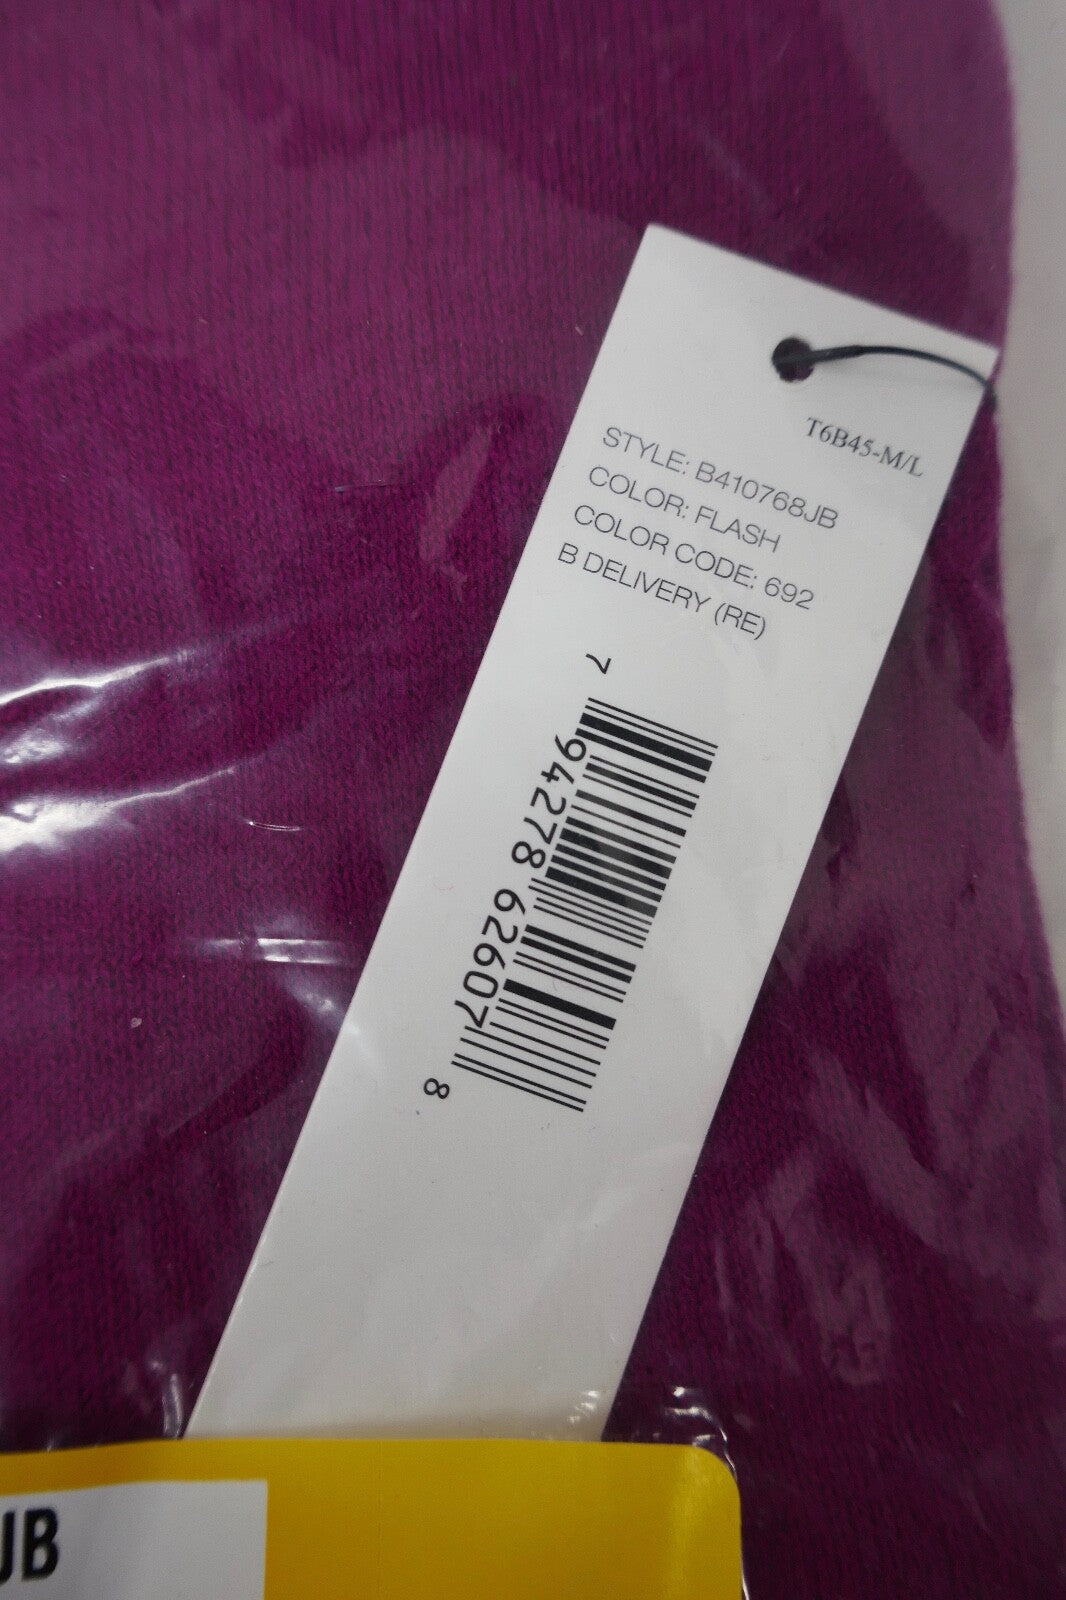 T6B45-M/L
STYLE: B410768JB
COLOR: FLASH
COLOR CODE: 692
B DELIVERY (RE)
7 94278 62607 8
JB